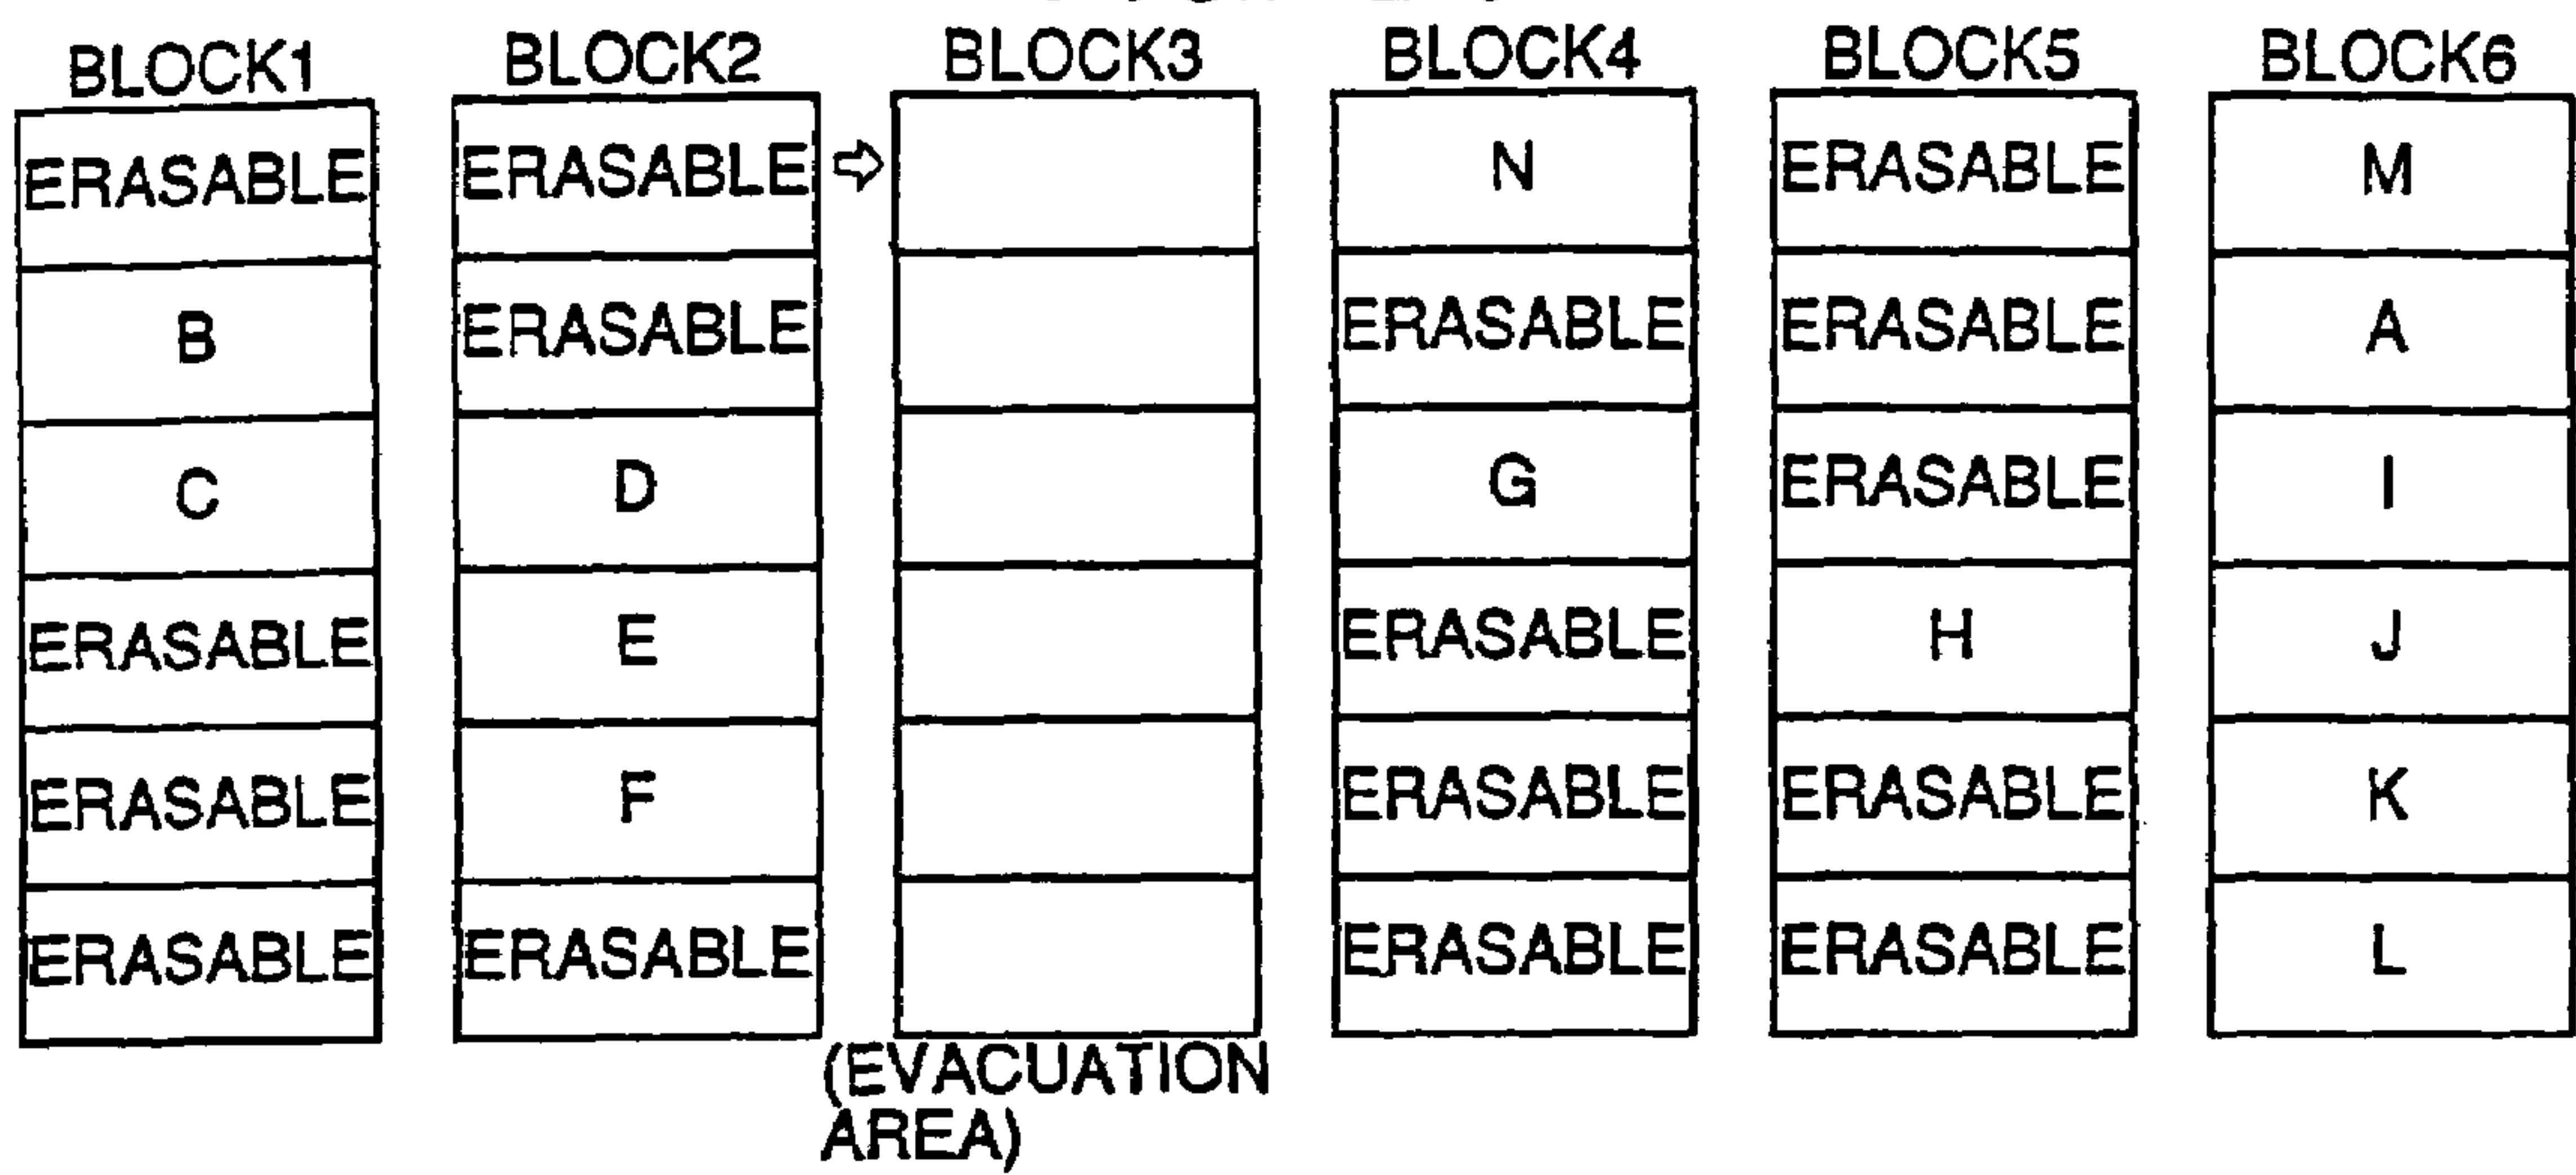 BLOCK1 BLOCK2 BLOCK3 BLOCK4 BLOCK5 BLOCK6
ERASABLE ERASABLE N ERASABLE M
B ERASABLE ERASABLE ERASABLE A
C D G ERASABLE I
ERASABLE E ERASABLE H J
ERASABLE F ERASABLE ERASABLE K
ERASABLE ERASABLE ERASABLE ERASABLE L
(EVACUATION
AREA)